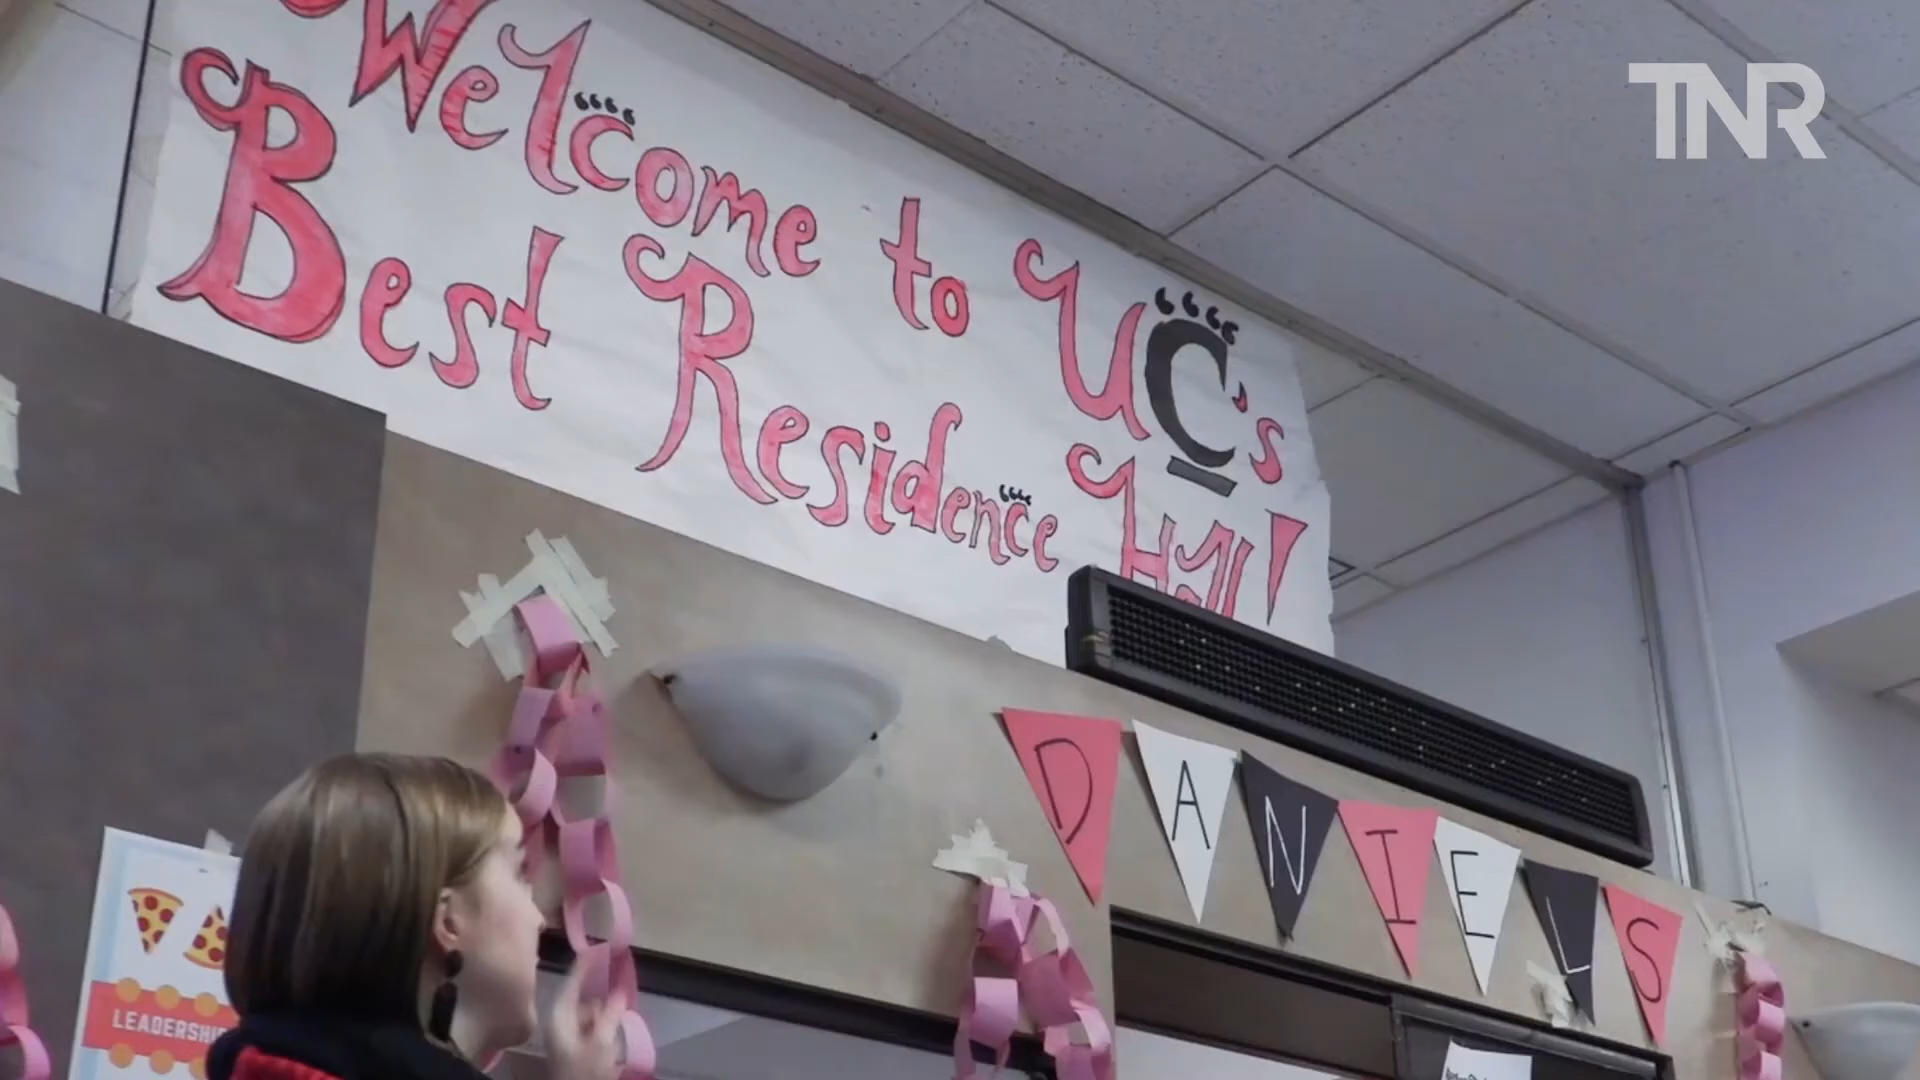 TNR
Welcome to UC's
Best Residence Hall!
DANIELS
LEADERSHIP